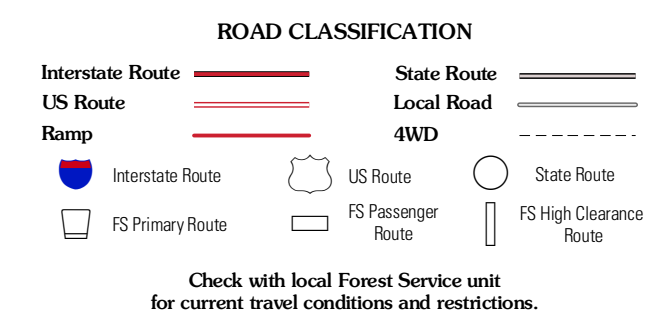 ROAD CLASSIFICATION
Interstate Route
State Route
US Route
Local Road
Ramp
4WD
Interstate Route
US Route
State Route
FS Primary Route
FS Passenger
Route
FS High Clearance
Route
Check with local Forest Service unit
for current travel conditions and restrictions.